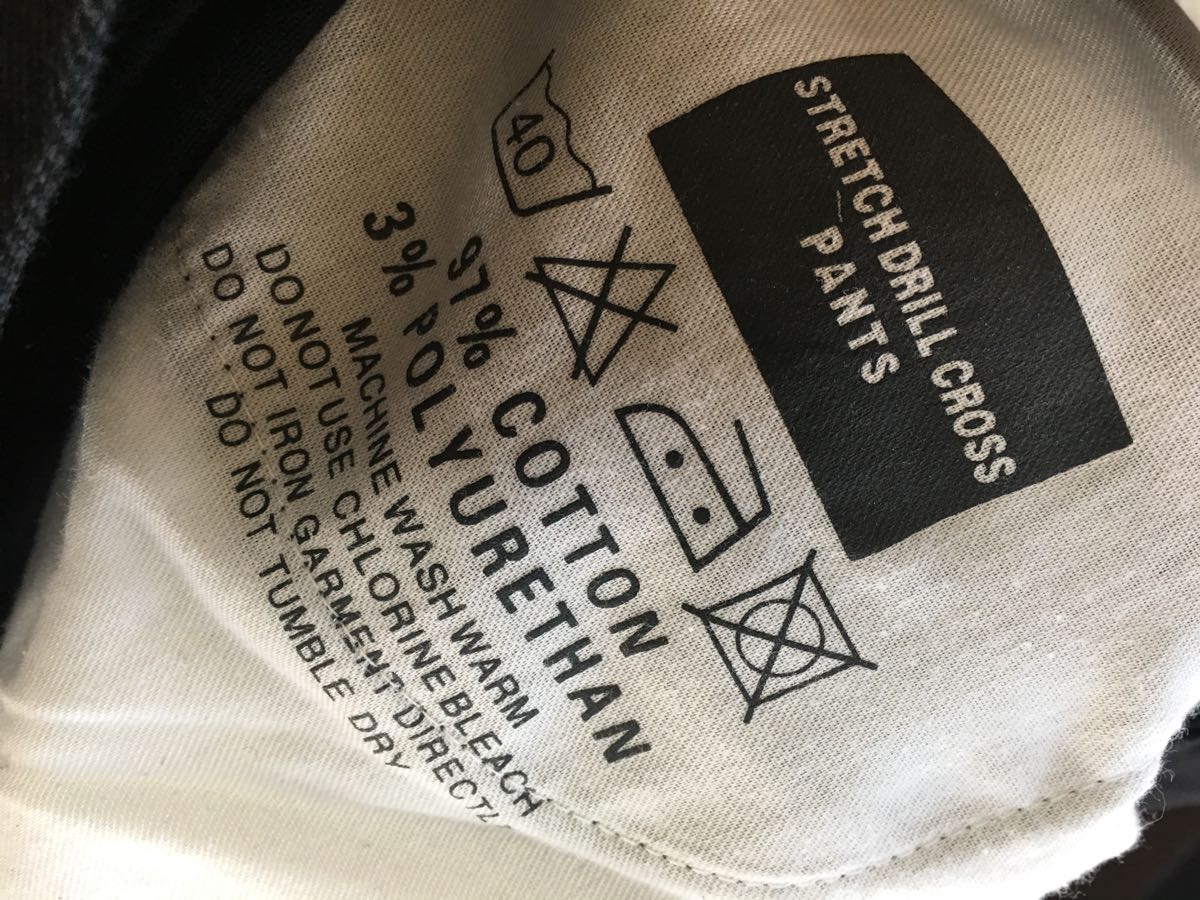 STRETCH DRILL CROSS
PANTS
40
97% COTTON
3% POLYURETHAN
MACHINE WASH WARM
DO NOT USE CHLORINE BLEACH
DO NOT IRON GARMENT DIRECTL
DO NOT TUMBLE DRY